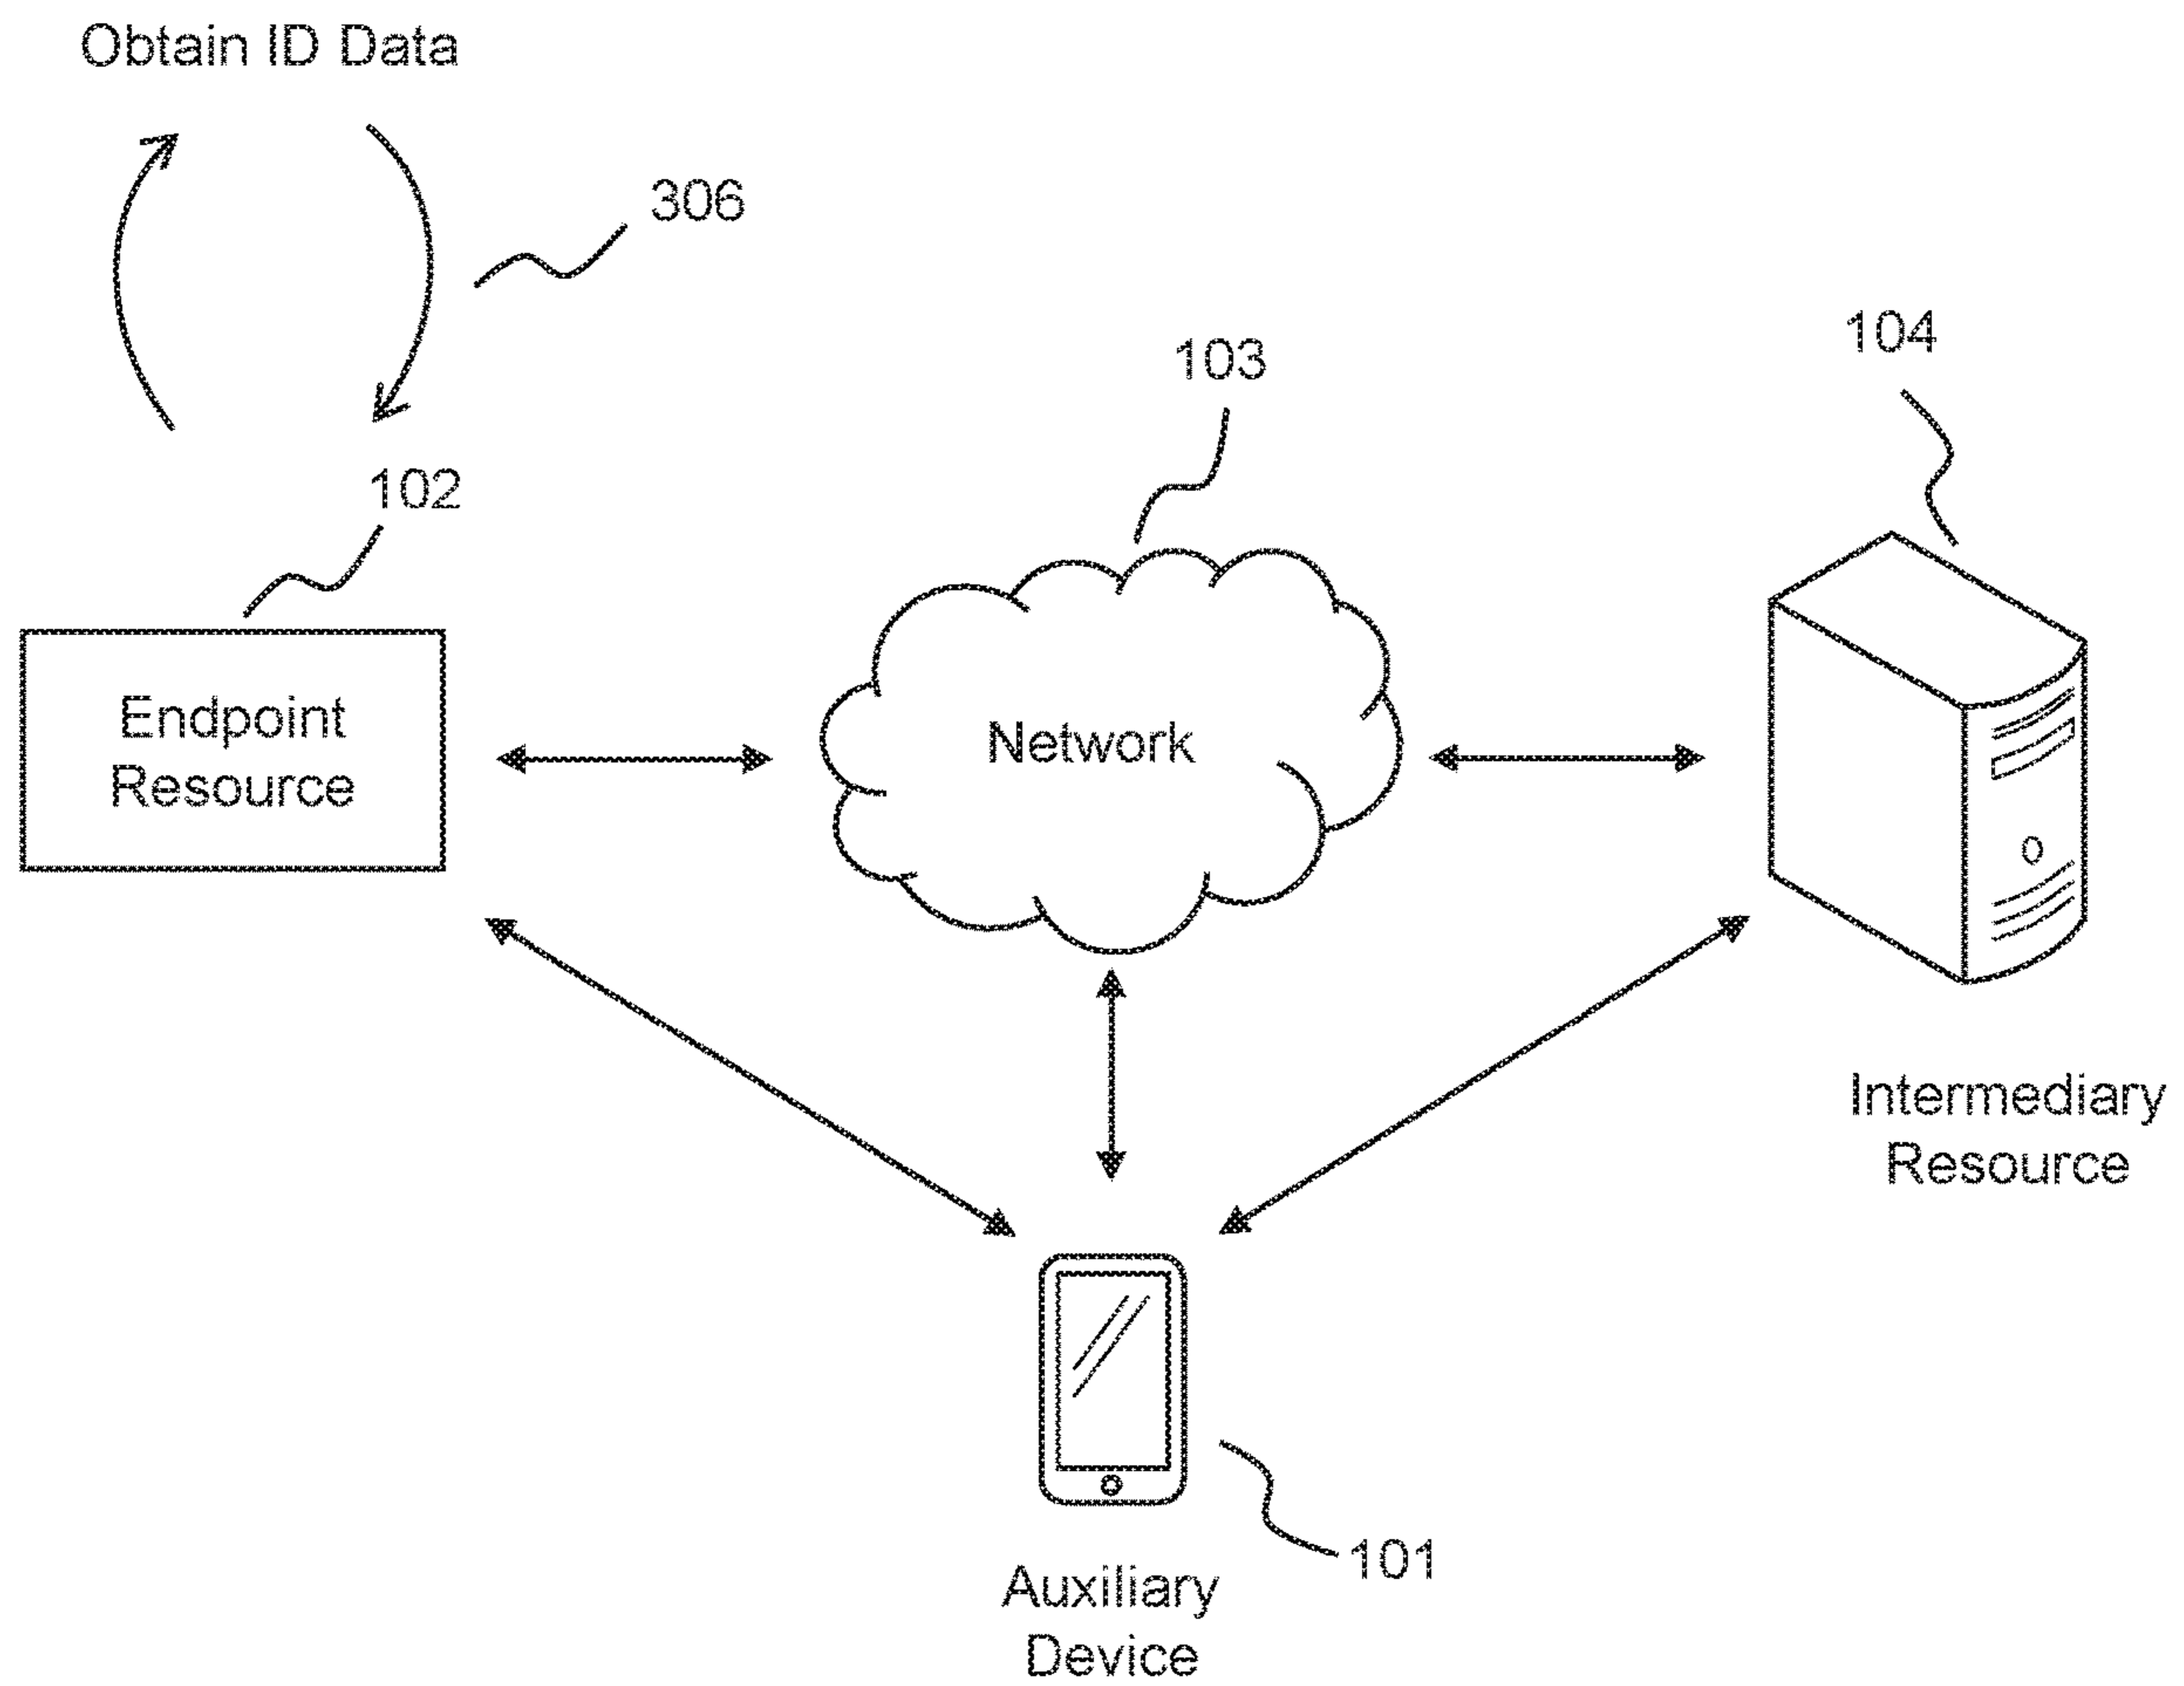 Obtain ID Data
306
103
104
102
Endpoint
Resource
Network
Intermediary
Resource
101
Auxiliary
Device